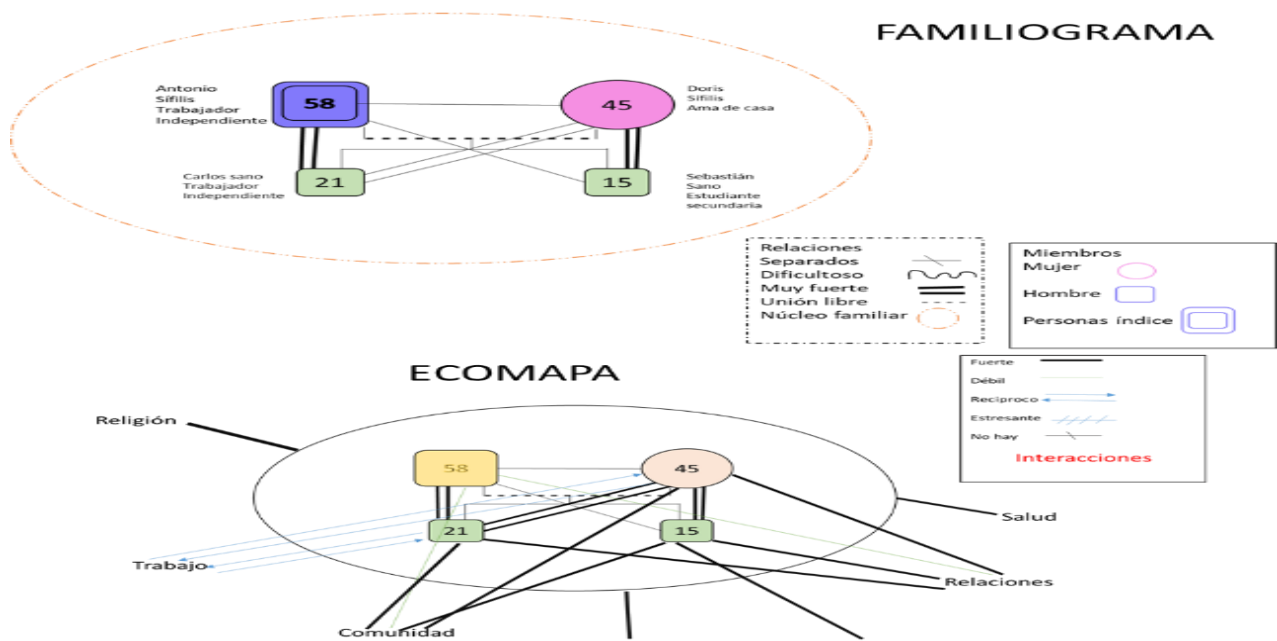 FAMILIOGRAMA
Antonio
Sífilis
Trabajador
Independiente
58
45
Doris
Sífilis
Ama de casa
Carlos sano
Trabajador
Independiente
21
15
Sebastián
Sano
Estudiante
secundaria
Relaciones
Separados
Dificultoso
Muy fuerte
Unión libre
Núcleo familiar
Miembros
Mujer
Hombre
Personas índice
ECOMAPA
Fuerte
Débil
Reciproco
Estresante
No hay
Interacciones
Religión
58
45
21
15
Salud
Trabajo
Relaciones
Comunidad